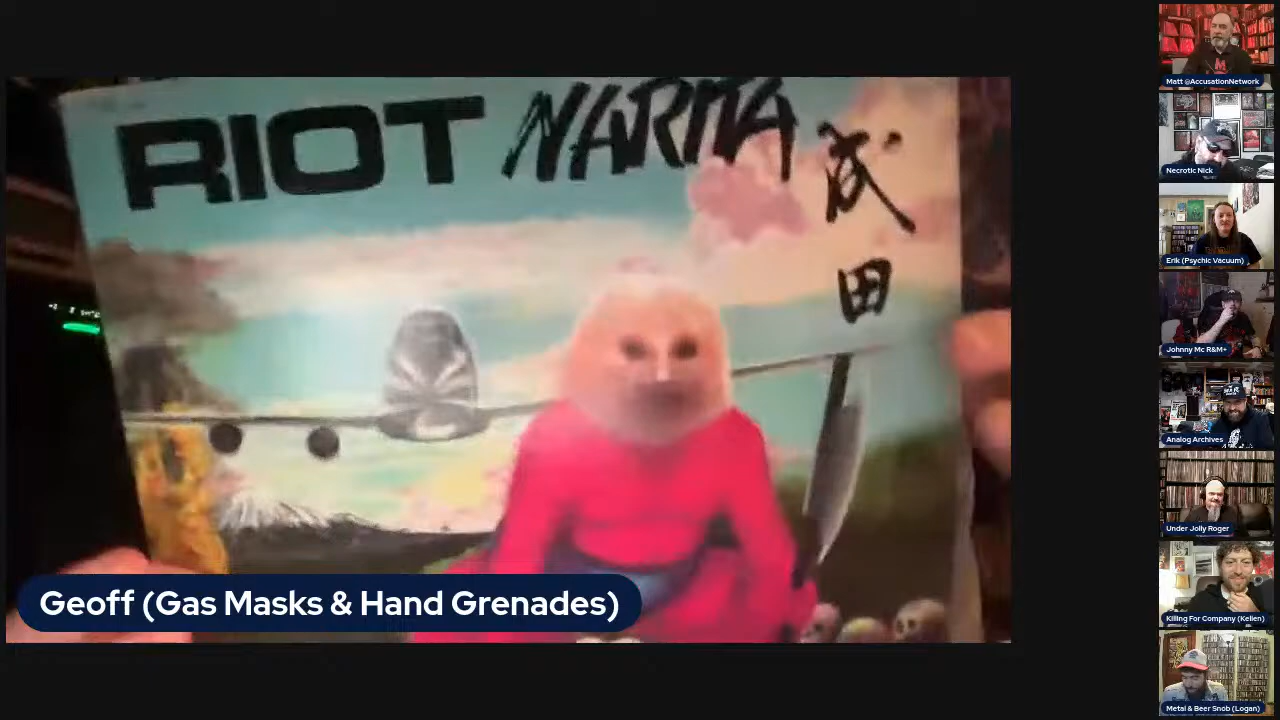 RIOT NARITA
武
田
Geoff (Gas Masks & Hand Grenades)
Matt @AccusationNetwork
Necrotic Nick
Erik (Psychic Vacuum)
Johnny Mc R&M+
Analog Archives
Under Jolly Roger
Killing For Company (Kellen)
Metal & Beer Snob (Logan)